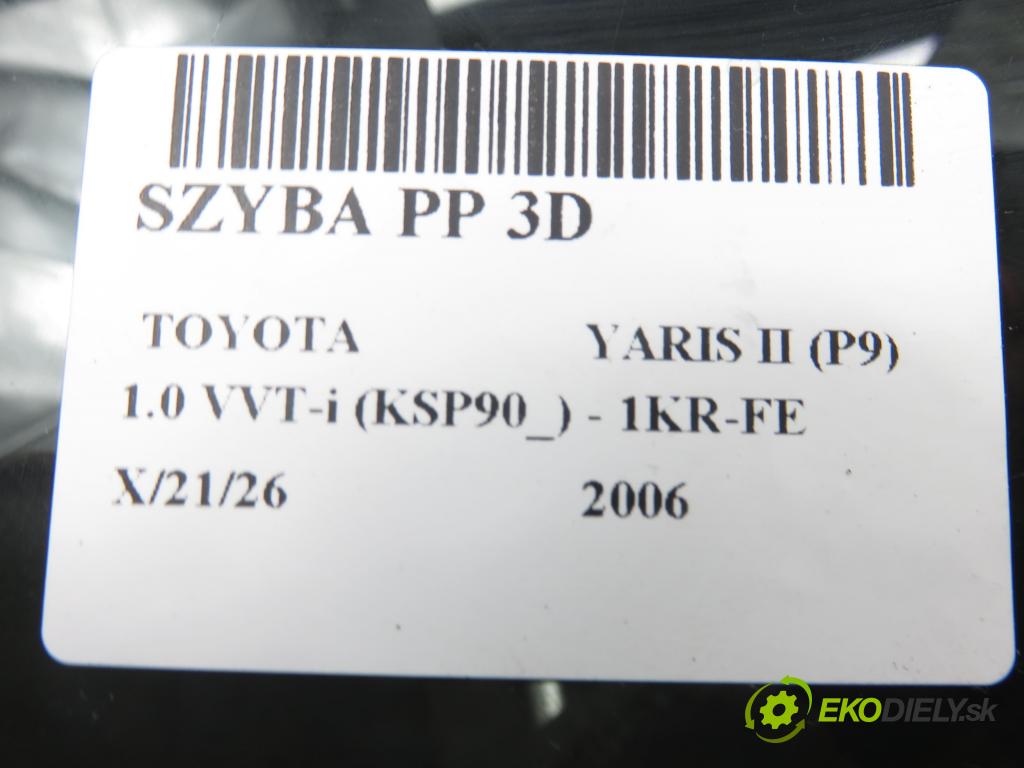 SZYBA PP 3D
TOYOTA YARIS II (P9)
1.0 VVT-i (KSP90_) - 1KR-FE
X/21/26 2006
EKODIELY.sk